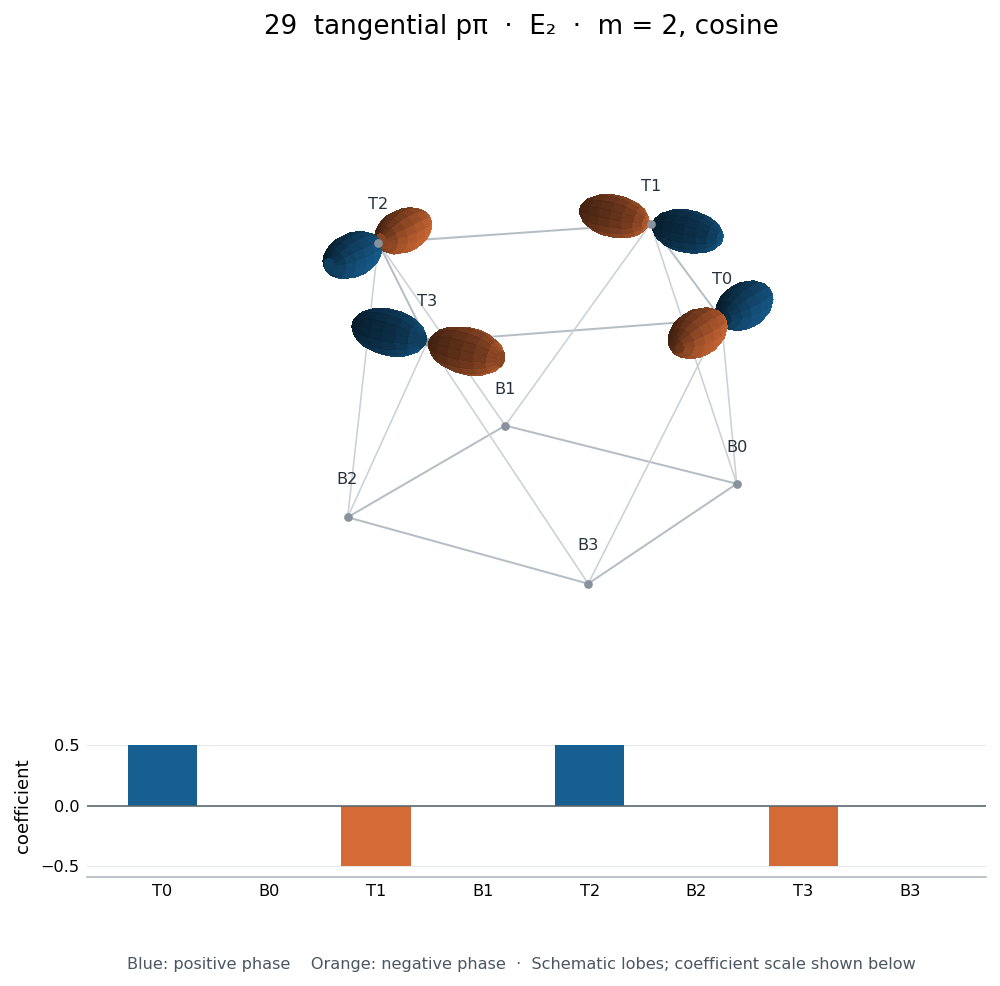 29  tangential pπ  ·  E₂  ·  m = 2, cosine
T1
T2
T0
T3
B1
B0
B2
B3
0.5
0.0
−0.5
coefficient
T0 B0 T1 B1 T2 B2 T3 B3
Blue: positive phase    Orange: negative phase  ·  Schematic lobes; coefficient scale shown below